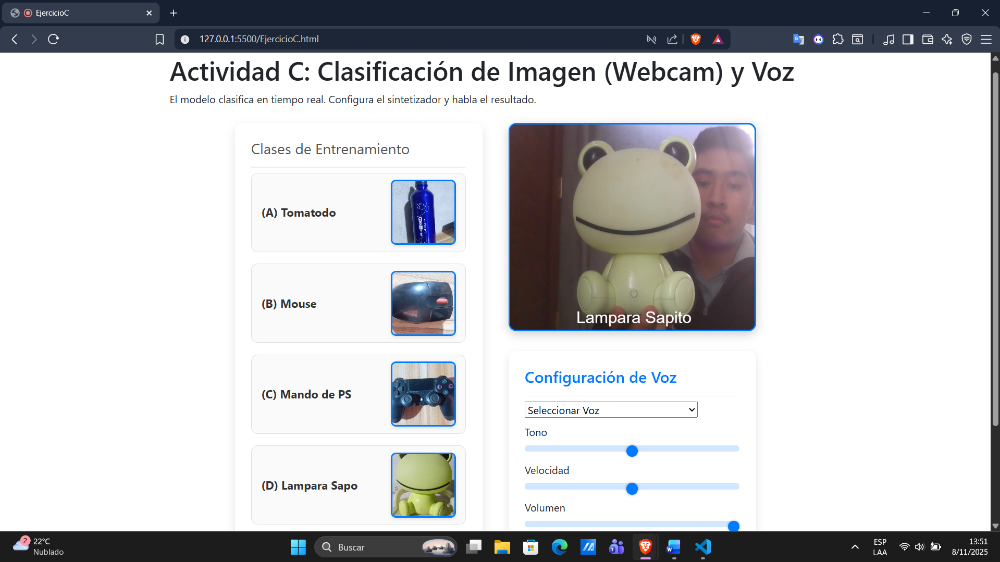 EjercicioC
127.0.0.1:5500/EjercicioC.html
Actividad C: Clasificación de Imagen (Webcam) y Voz
El modelo clasifica en tiempo real. Configura el sintetizador y habla el resultado.
Clases de Entrenamiento
(A) Tomatodo
(B) Mouse
(C) Mando de PS
(D) Lampara Sapo
Lampara Sapito
Configuración de Voz
Seleccionar Voz
Tono
Velocidad
Volumen
2
22°C
Nublado
Buscar
ESP
LAA
13:51
8/11/2025